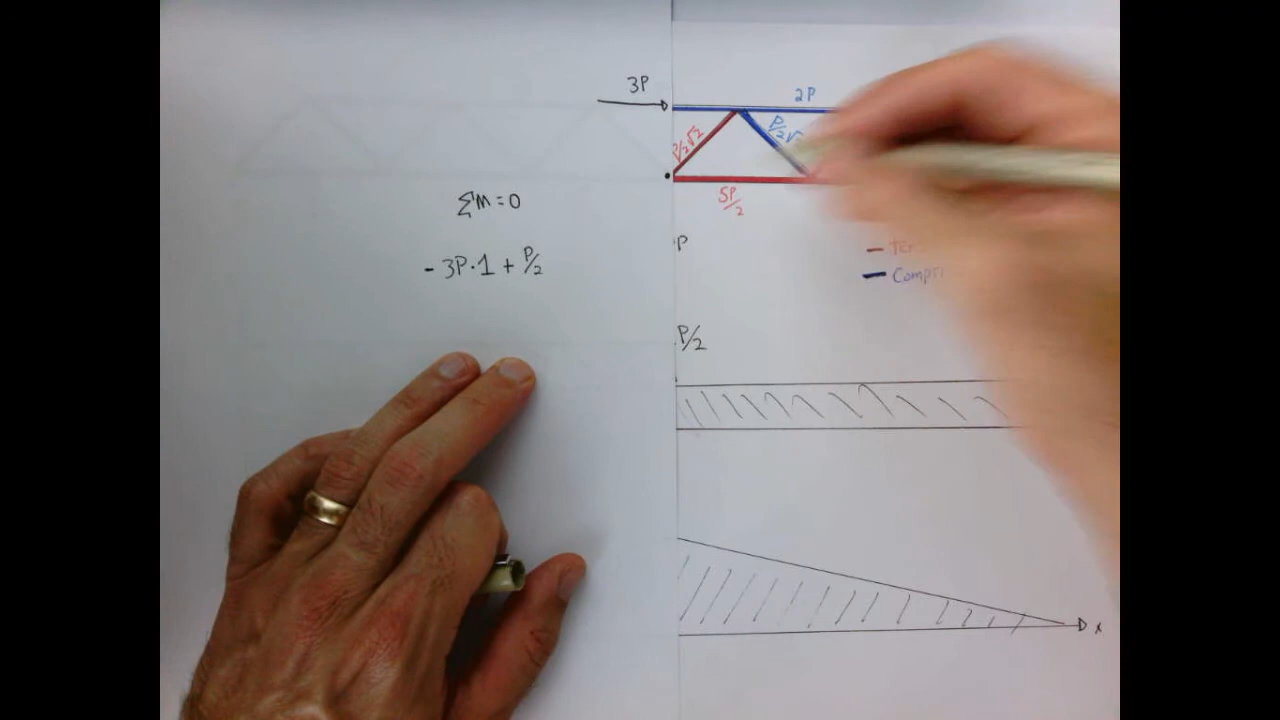 3P
2P
P/2√2
P/2√
ΣM = 0
5P/2
P
- 3P·1 + P/2
P/2
x